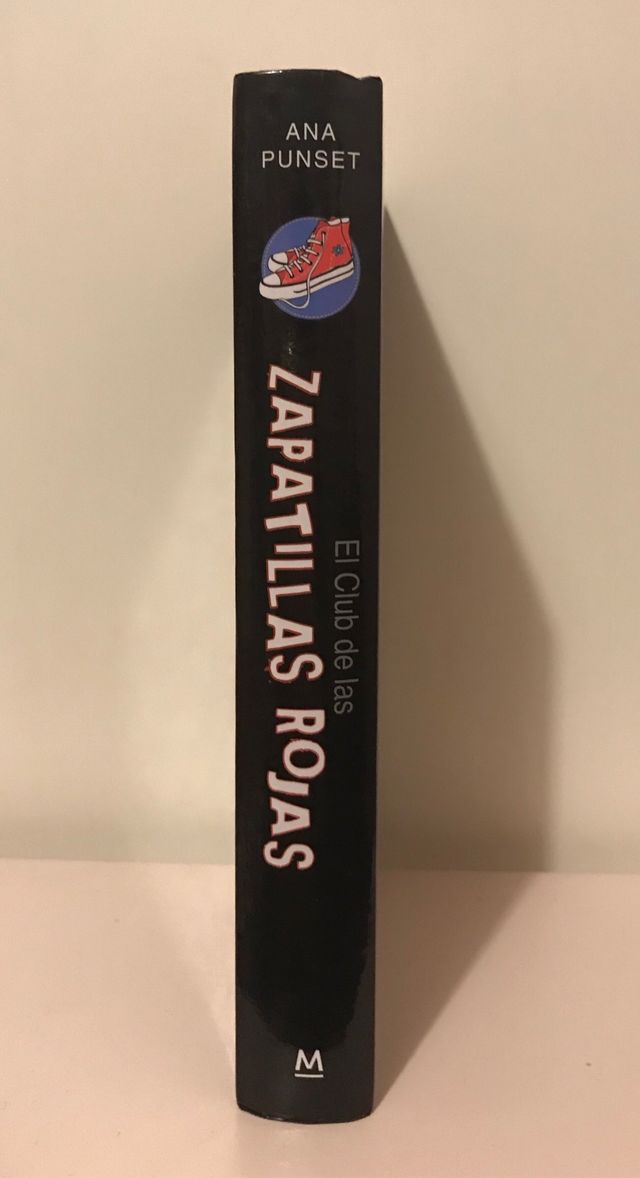 ANA
PUNSET
El Club de las
ZAPATILLAS ROJAS
M